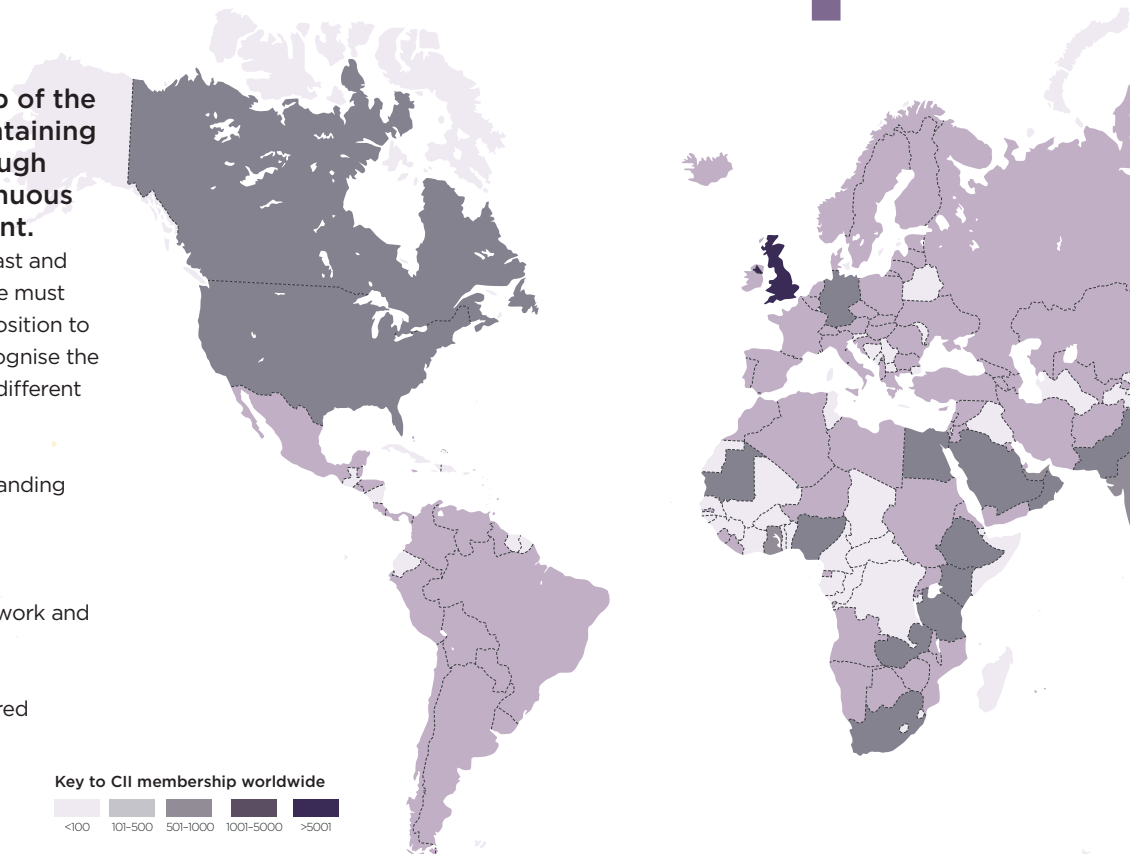 of the
ntaining
ugh
nuous
nt.
ast and
e must
osition to
ognise the
different
anding
work and
red
Key to CII membership worldwide
<100 101-500 501-1000 1001-5000 >5001